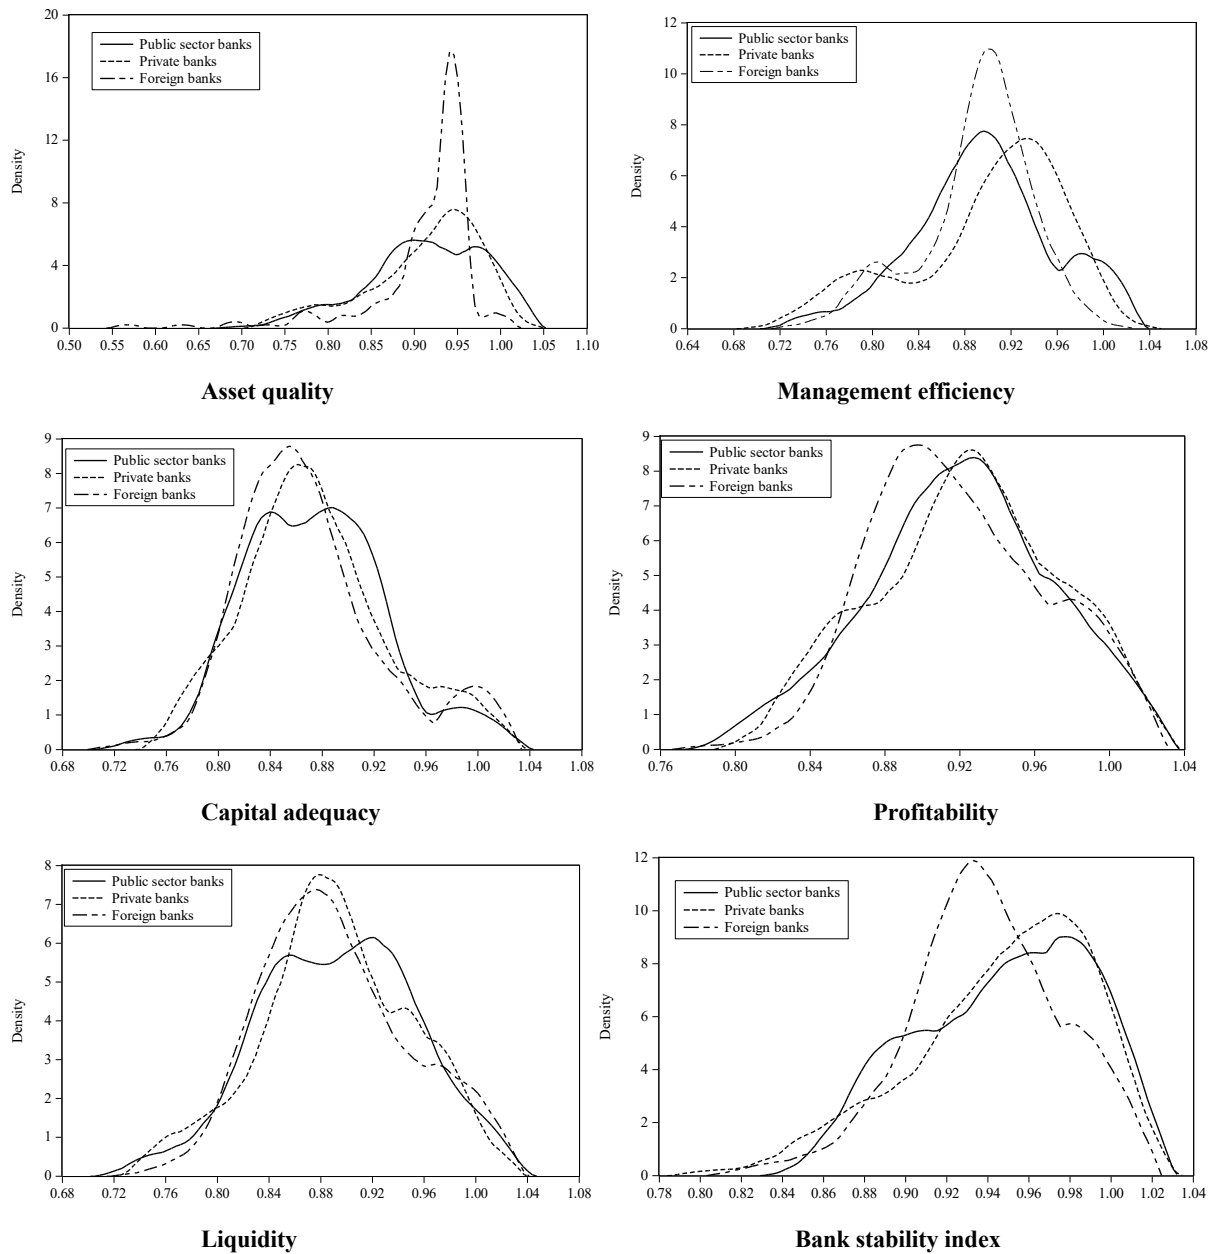 20
16
12
8
4
0
Density
Public sector banks
Private banks
Foreign banks
0.50 0.55 0.60 0.65 0.70 0.75 0.80 0.85 0.90 0.95 1.00 1.05 1.10
Asset quality
12
10
8
6
4
2
0
Density
Public sector banks
Private banks
Foreign banks
0.64 0.68 0.72 0.76 0.80 0.84 0.88 0.92 0.96 1.00 1.04 1.08
Management efficiency
9
8
7
6
5
4
3
2
1
0
Density
Public sector banks
Private banks
Foreign banks
0.68 0.72 0.76 0.80 0.84 0.88 0.92 0.96 1.00 1.04 1.08
Capital adequacy
9
8
7
6
5
4
3
2
1
0
Density
Public sector banks
Private banks
Foreign banks
0.76 0.80 0.84 0.88 0.92 0.96 1.00 1.04
Profitability
8
7
6
5
4
3
2
1
0
Density
Public sector banks
Private banks
Foreign banks
0.68 0.72 0.76 0.80 0.84 0.88 0.92 0.96 1.00 1.04 1.08
Liquidity
12
10
8
6
4
2
0
Density
Public sector banks
Private banks
Foreign banks
0.78 0.80 0.82 0.84 0.86 0.88 0.90 0.92 0.94 0.96 0.98 1.00 1.02 1.04
Bank stability index